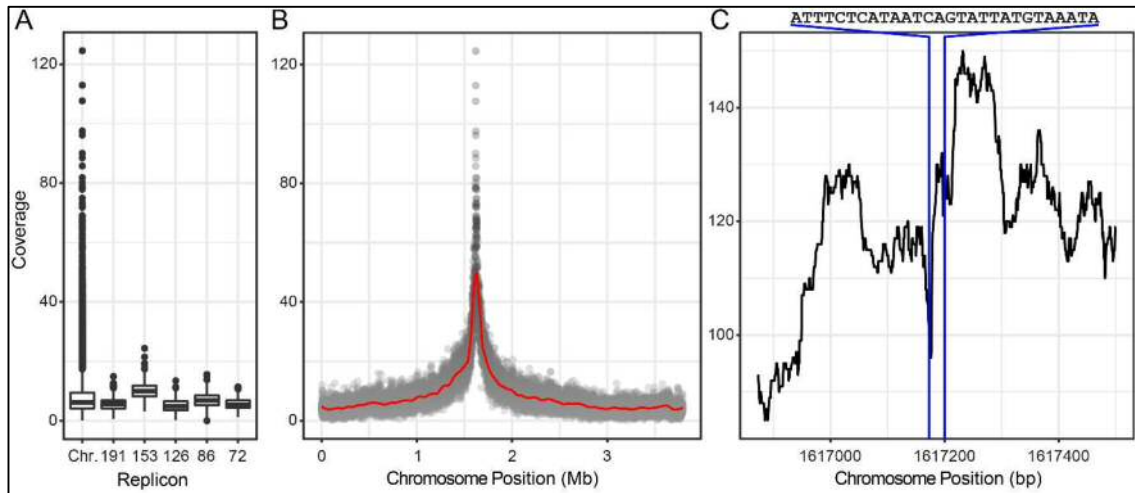 A
B
C
ATTTCTCATAATCAGTATTATGTAAATA
Coverage
120
80
40
0
Chr. 191 153 126 86 72
Replicon
120
80
40
0
0 1 2 3
Chromosome Position (Mb)
140
120
100
1617000 1617200 1617400
Chromosome Position (bp)